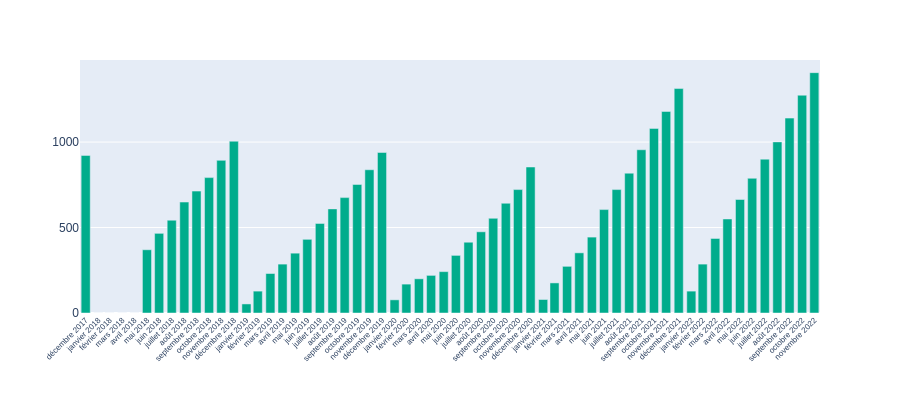 1000
500
0
décembre 2017
janvier 2018
février 2018
mars 2018
avril 2018
mai 2018
juin 2018
juillet 2018
août 2018
septembre 2018
octobre 2018
novembre 2018
décembre 2018
janvier 2019
février 2019
mars 2019
avril 2019
mai 2019
juin 2019
juillet 2019
août 2019
septembre 2019
octobre 2019
novembre 2019
décembre 2019
janvier 2020
février 2020
mars 2020
avril 2020
mai 2020
juin 2020
juillet 2020
août 2020
septembre 2020
octobre 2020
novembre 2020
décembre 2020
janvier 2021
février 2021
mars 2021
avril 2021
mai 2021
juin 2021
juillet 2021
août 2021
septembre 2021
octobre 2021
novembre 2021
décembre 2021
janvier 2022
février 2022
mars 2022
avril 2022
mai 2022
juin 2022
juillet 2022
août 2022
septembre 2022
octobre 2022
novembre 2022